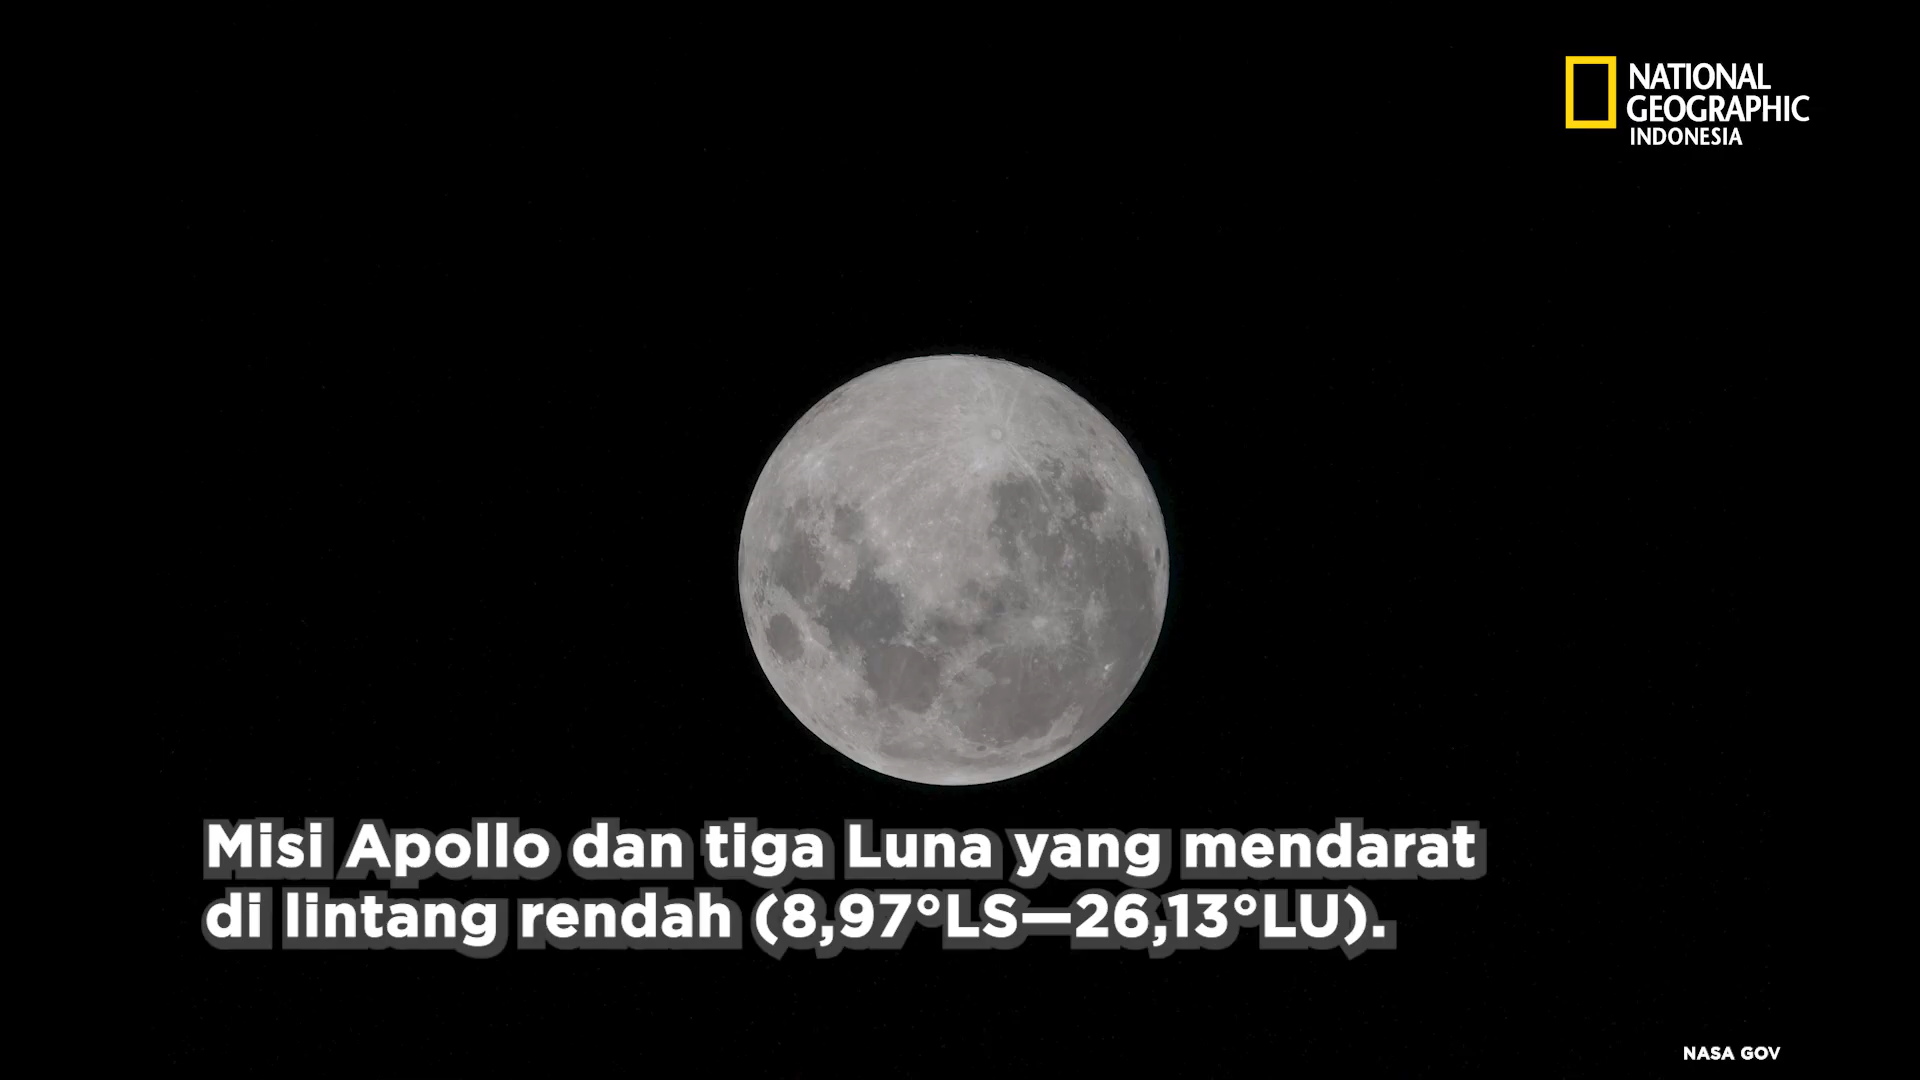 NATIONAL
GEOGRAPHIC
INDONESIA
Misi Apollo dan tiga Luna yang mendarat
di lintang rendah (8,97°LS—26,13°LU).
NASA GOV